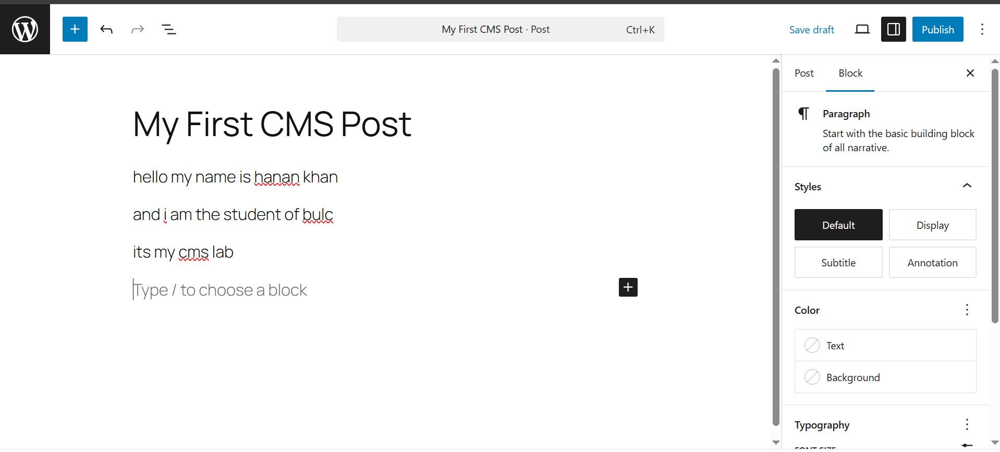 My First CMS Post · Post
Ctrl+K
Save draft
Publish
My First CMS Post
hello my name is hanan khan
and i am the student of bulc
its my cms lab
Type / to choose a block
Post
Block
Paragraph
Start with the basic building block
of all narrative.
Styles
Default
Display
Subtitle
Annotation
Color
Text
Background
Typography
FONT SIZE